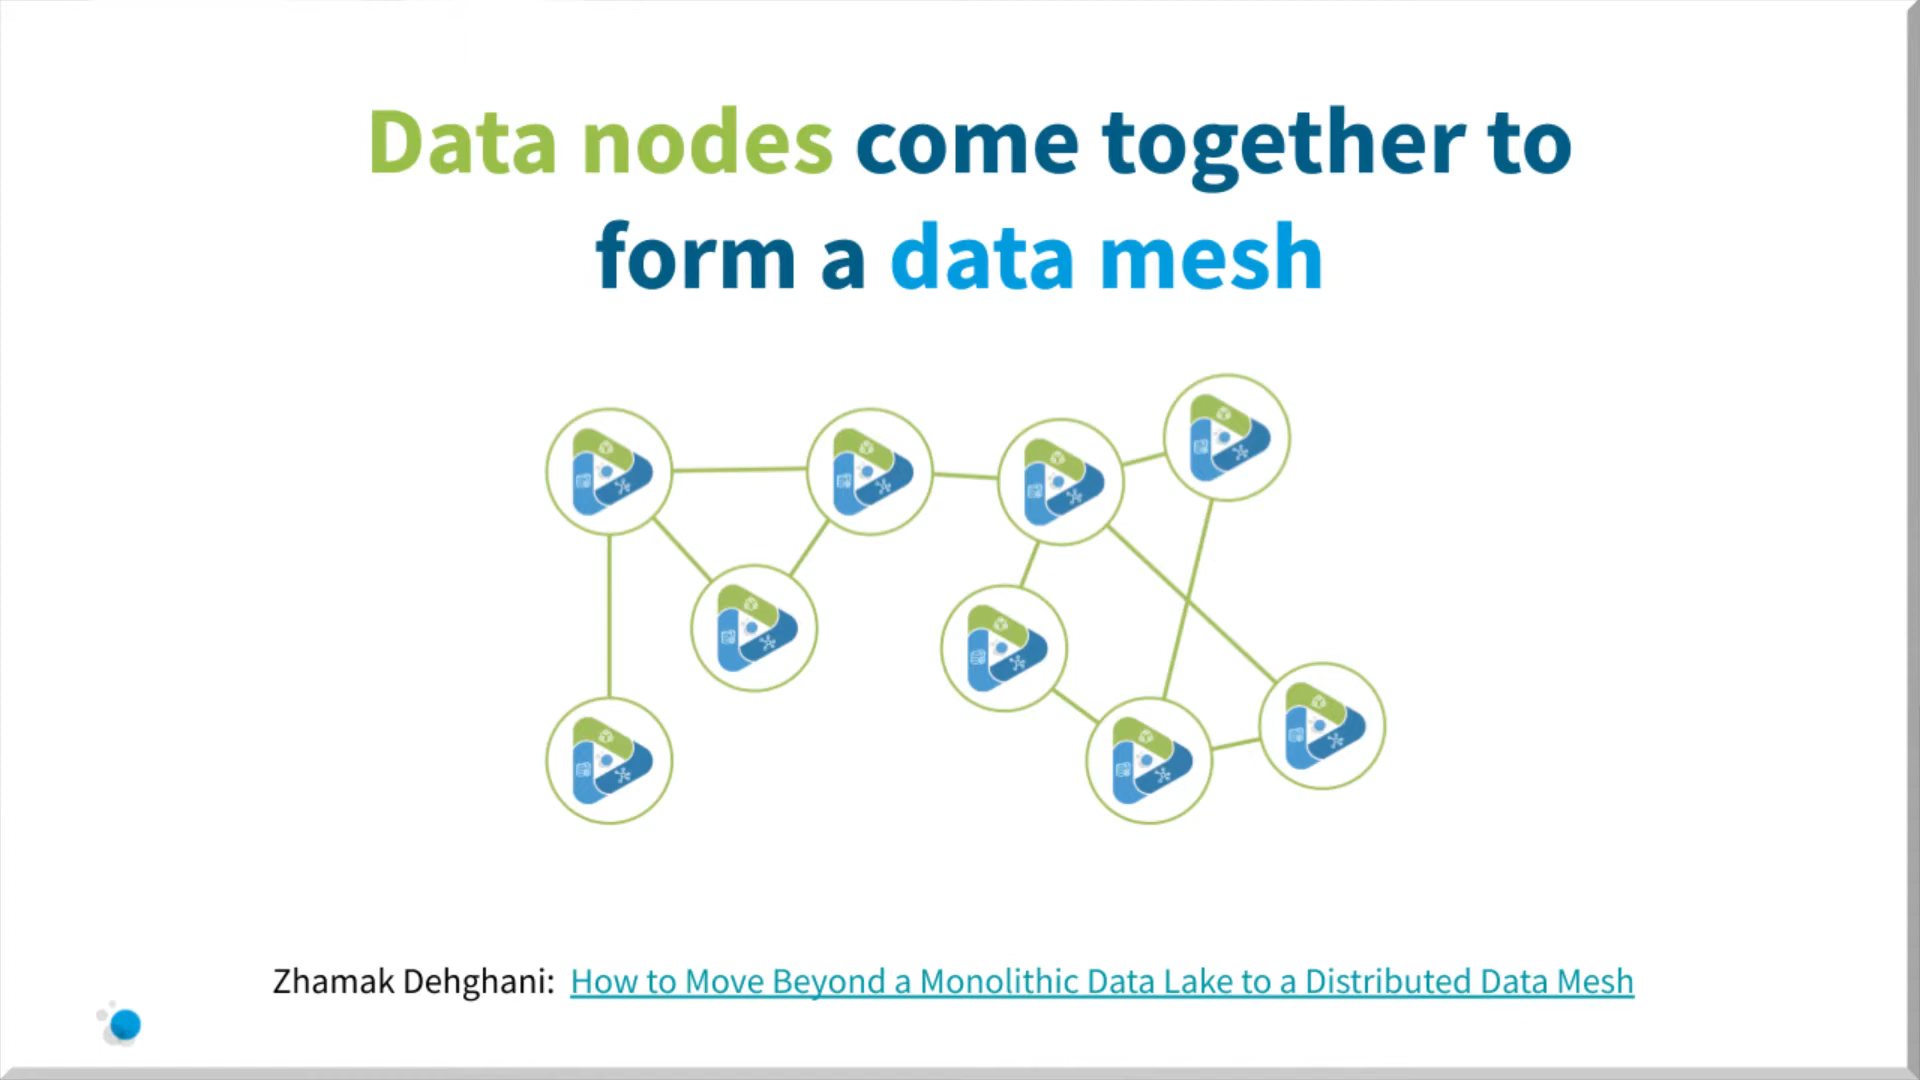 Data nodes come together to
form a data mesh
Zhamak Dehghani: How to Move Beyond a Monolithic Data Lake to a Distributed Data Mesh